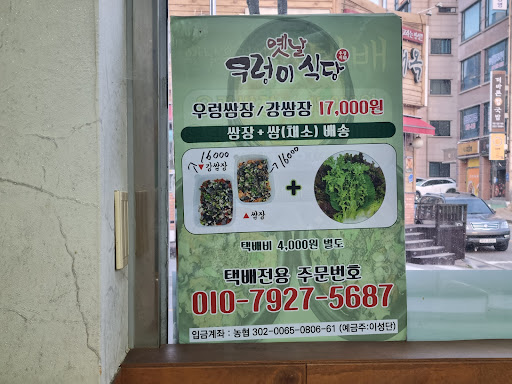 옛날
우렁이 식당
우렁쌈장/강쌈장 17,000원
쌈장+쌈(채소) 배송
16000
16000
▼강쌈장
+
▲쌈장
택배비 4,000원 별도
택배전용 주문번호
010-7927-5687
입금계좌 : 농협 302-0065-0806-61 (예금주:이성단)